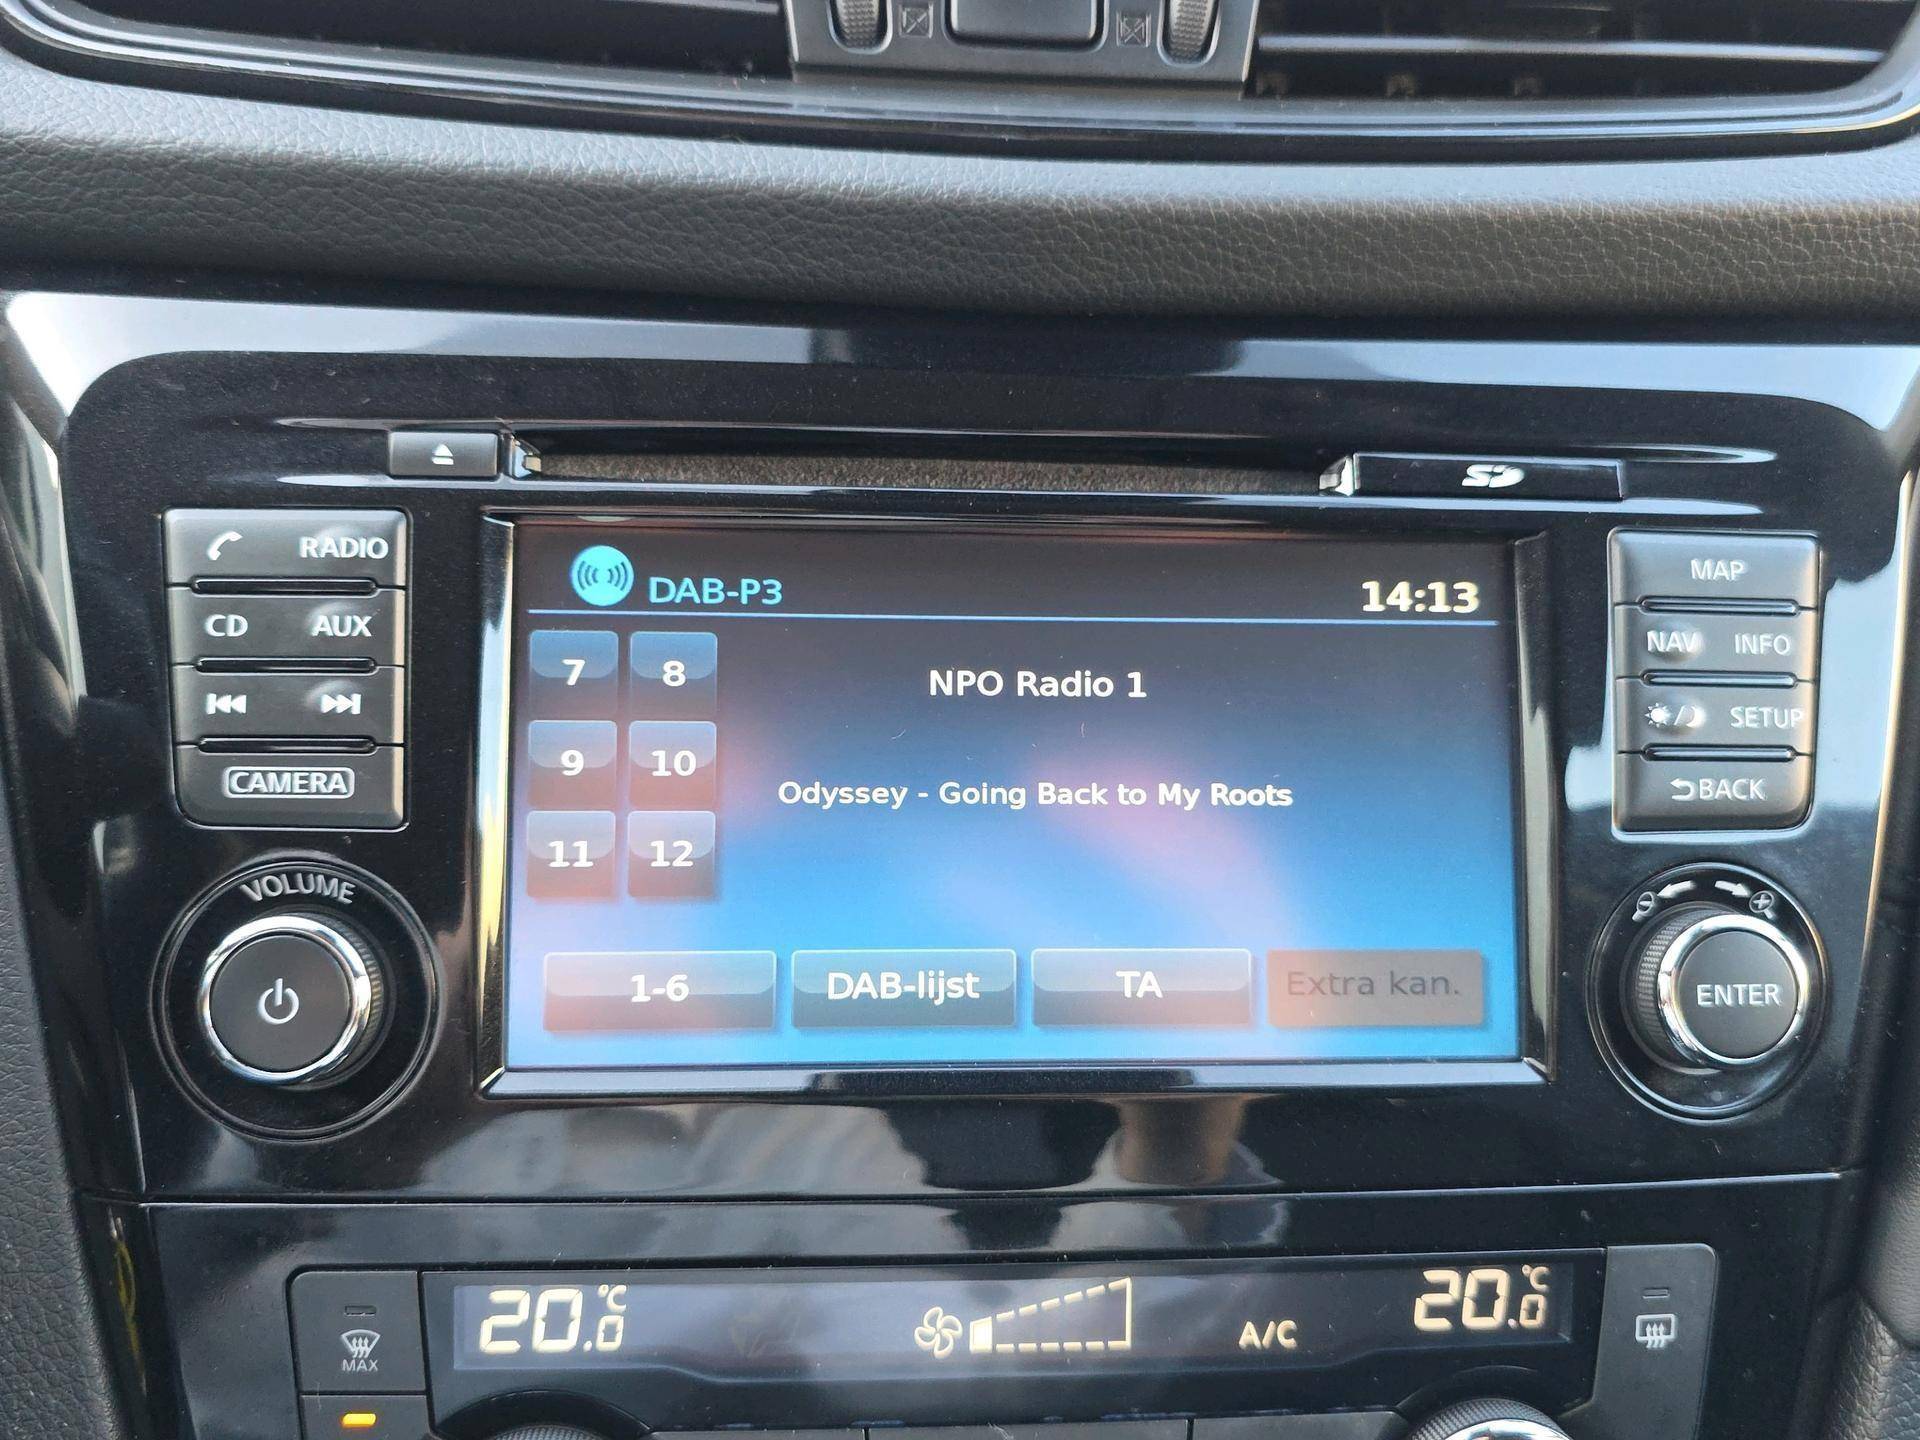 SD
RADIO
CD AUX
CAMERA
VOLUME
DAB-P3 14:13
7 8
9 10
11 12
NPO Radio 1
Odyssey - Going Back to My Roots
1-6 DAB-lijst TA Extra kan.
MAP
NAV INFO
SETUP
BACK
ENTER
20.0 °C A/C 20.0 °C
MAX